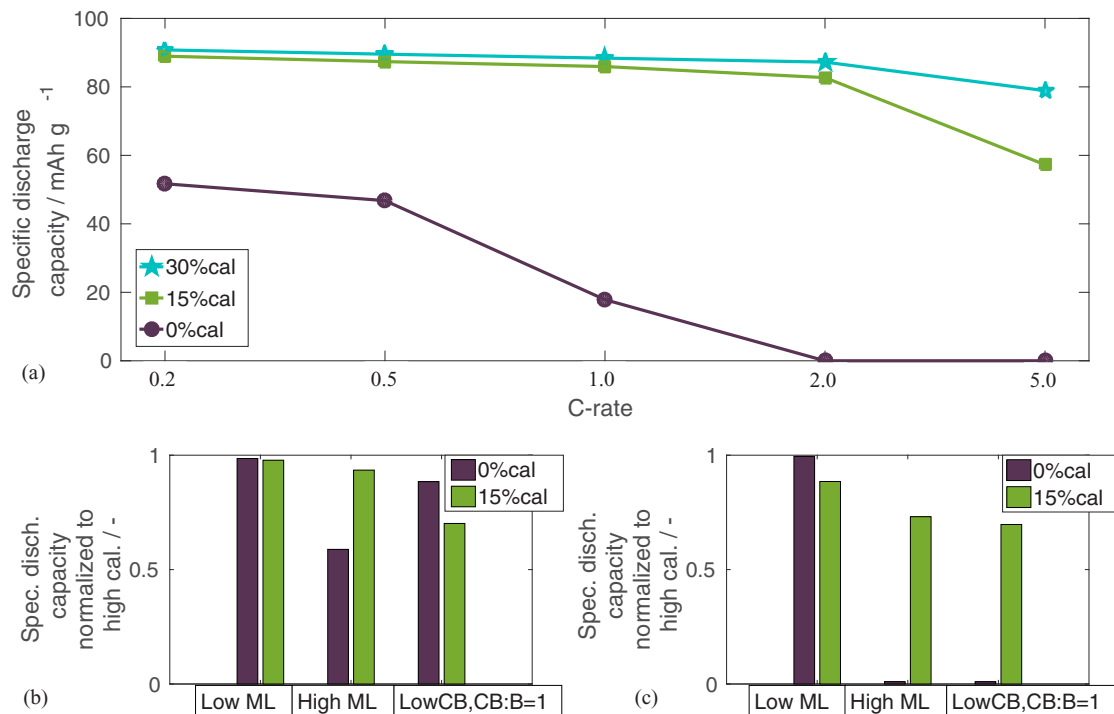 100
80
60
40
20
0
Specific discharge
capacity / mAh g -1
30%cal
15%cal
0%cal
(a)
0.2 0.5 1.0 2.0 5.0
C-rate
1
0.5
0
Spec. disch.
capacity
normalized to
high cal. / -
0%cal
15%cal
(b)
Low ML High ML LowCB,CB:B=1
1
0.5
0
Spec. disch.
capacity
normalized to
high cal. / -
0%cal
15%cal
(c)
Low ML High ML LowCB,CB:B=1